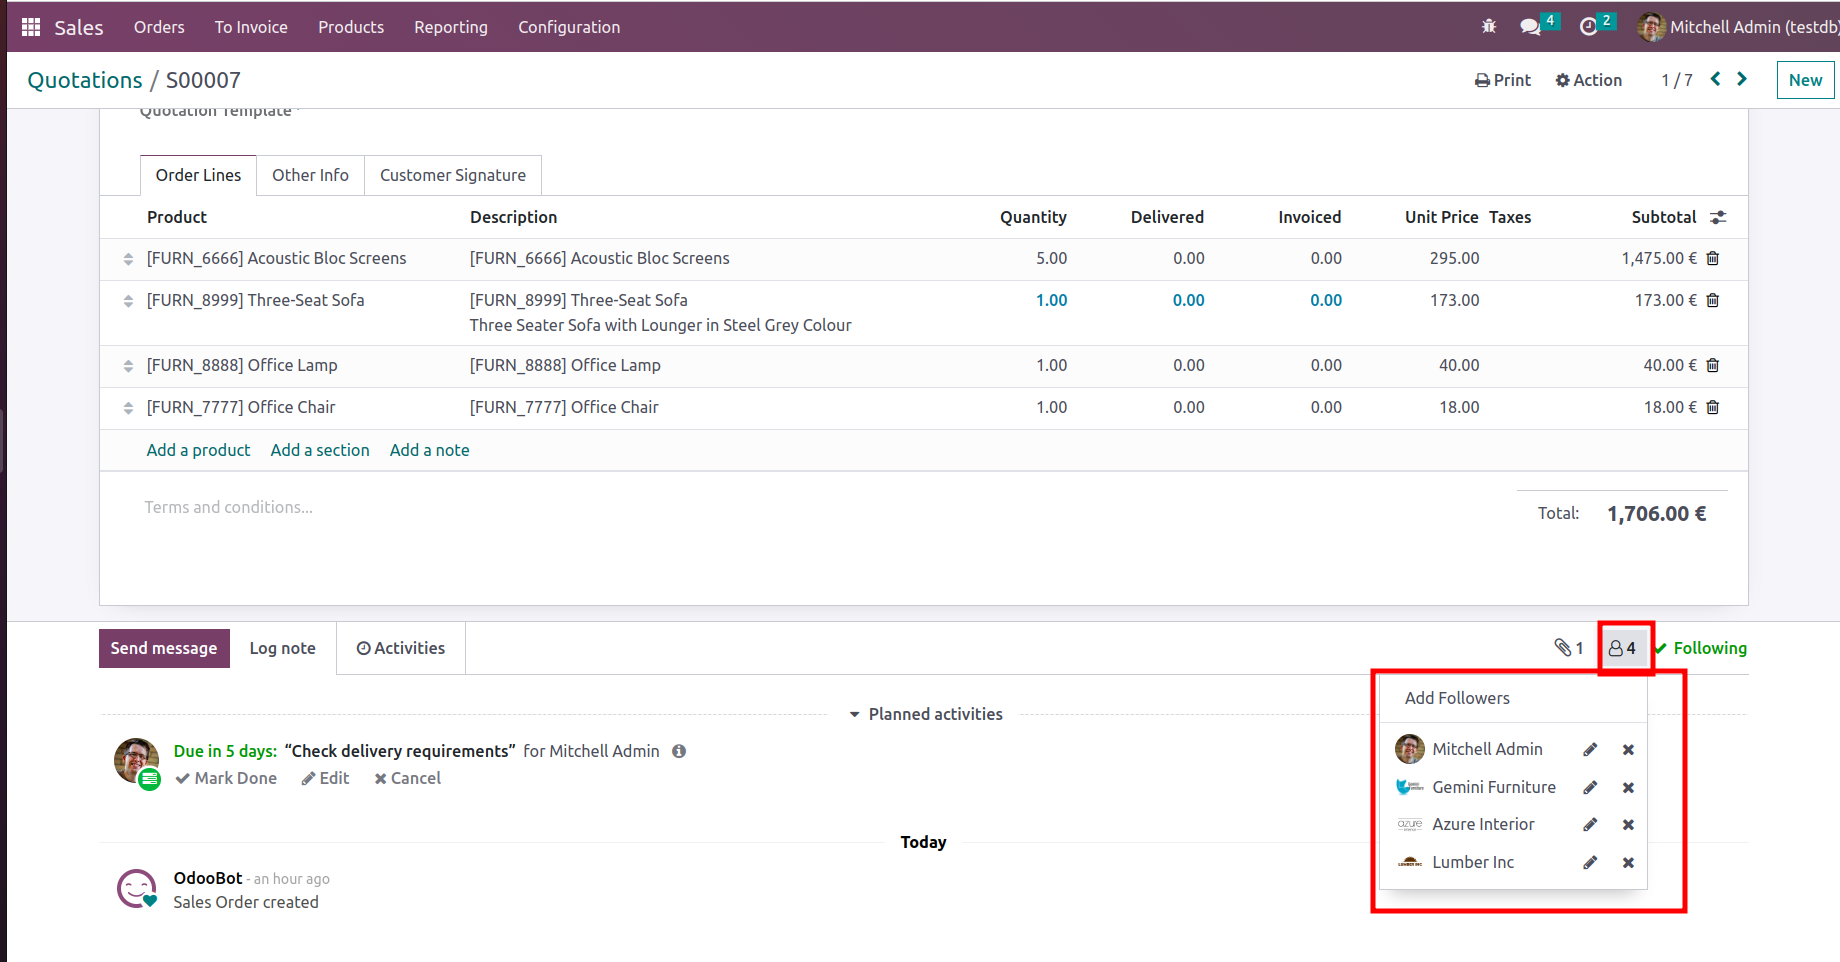 Sales Orders To Invoice Products Reporting Configuration 4 2 Mitchell Admin (testdb)
Quotations / S00007 Print Action 1 / 7 New
Quotation Template ?
Order Lines Other Info Customer Signature
Product Description Quantity Delivered Invoiced Unit Price Taxes Subtotal
[FURN_6666] Acoustic Bloc Screens [FURN_6666] Acoustic Bloc Screens 5.00 0.00 0.00 295.00 1,475.00 €
[FURN_8999] Three-Seat Sofa [FURN_8999] Three-Seat Sofa 1.00 0.00 0.00 173.00 173.00 €
Three Seater Sofa with Lounger in Steel Grey Colour
[FURN_8888] Office Lamp [FURN_8888] Office Lamp 1.00 0.00 0.00 40.00 40.00 €
[FURN_7777] Office Chair [FURN_7777] Office Chair 1.00 0.00 0.00 18.00 18.00 €
Add a product Add a section Add a note
Terms and conditions...
Total: 1,706.00 €
Send message Log note Activities 1 4 Following
Add Followers
Planned activities
Due in 5 days: “Check delivery requirements” for Mitchell Admin
Mark Done Edit Cancel
Mitchell Admin
Gemini Furniture
azure Azure Interior
LUMBER INC Lumber Inc
Today
OdooBot - an hour ago
Sales Order created